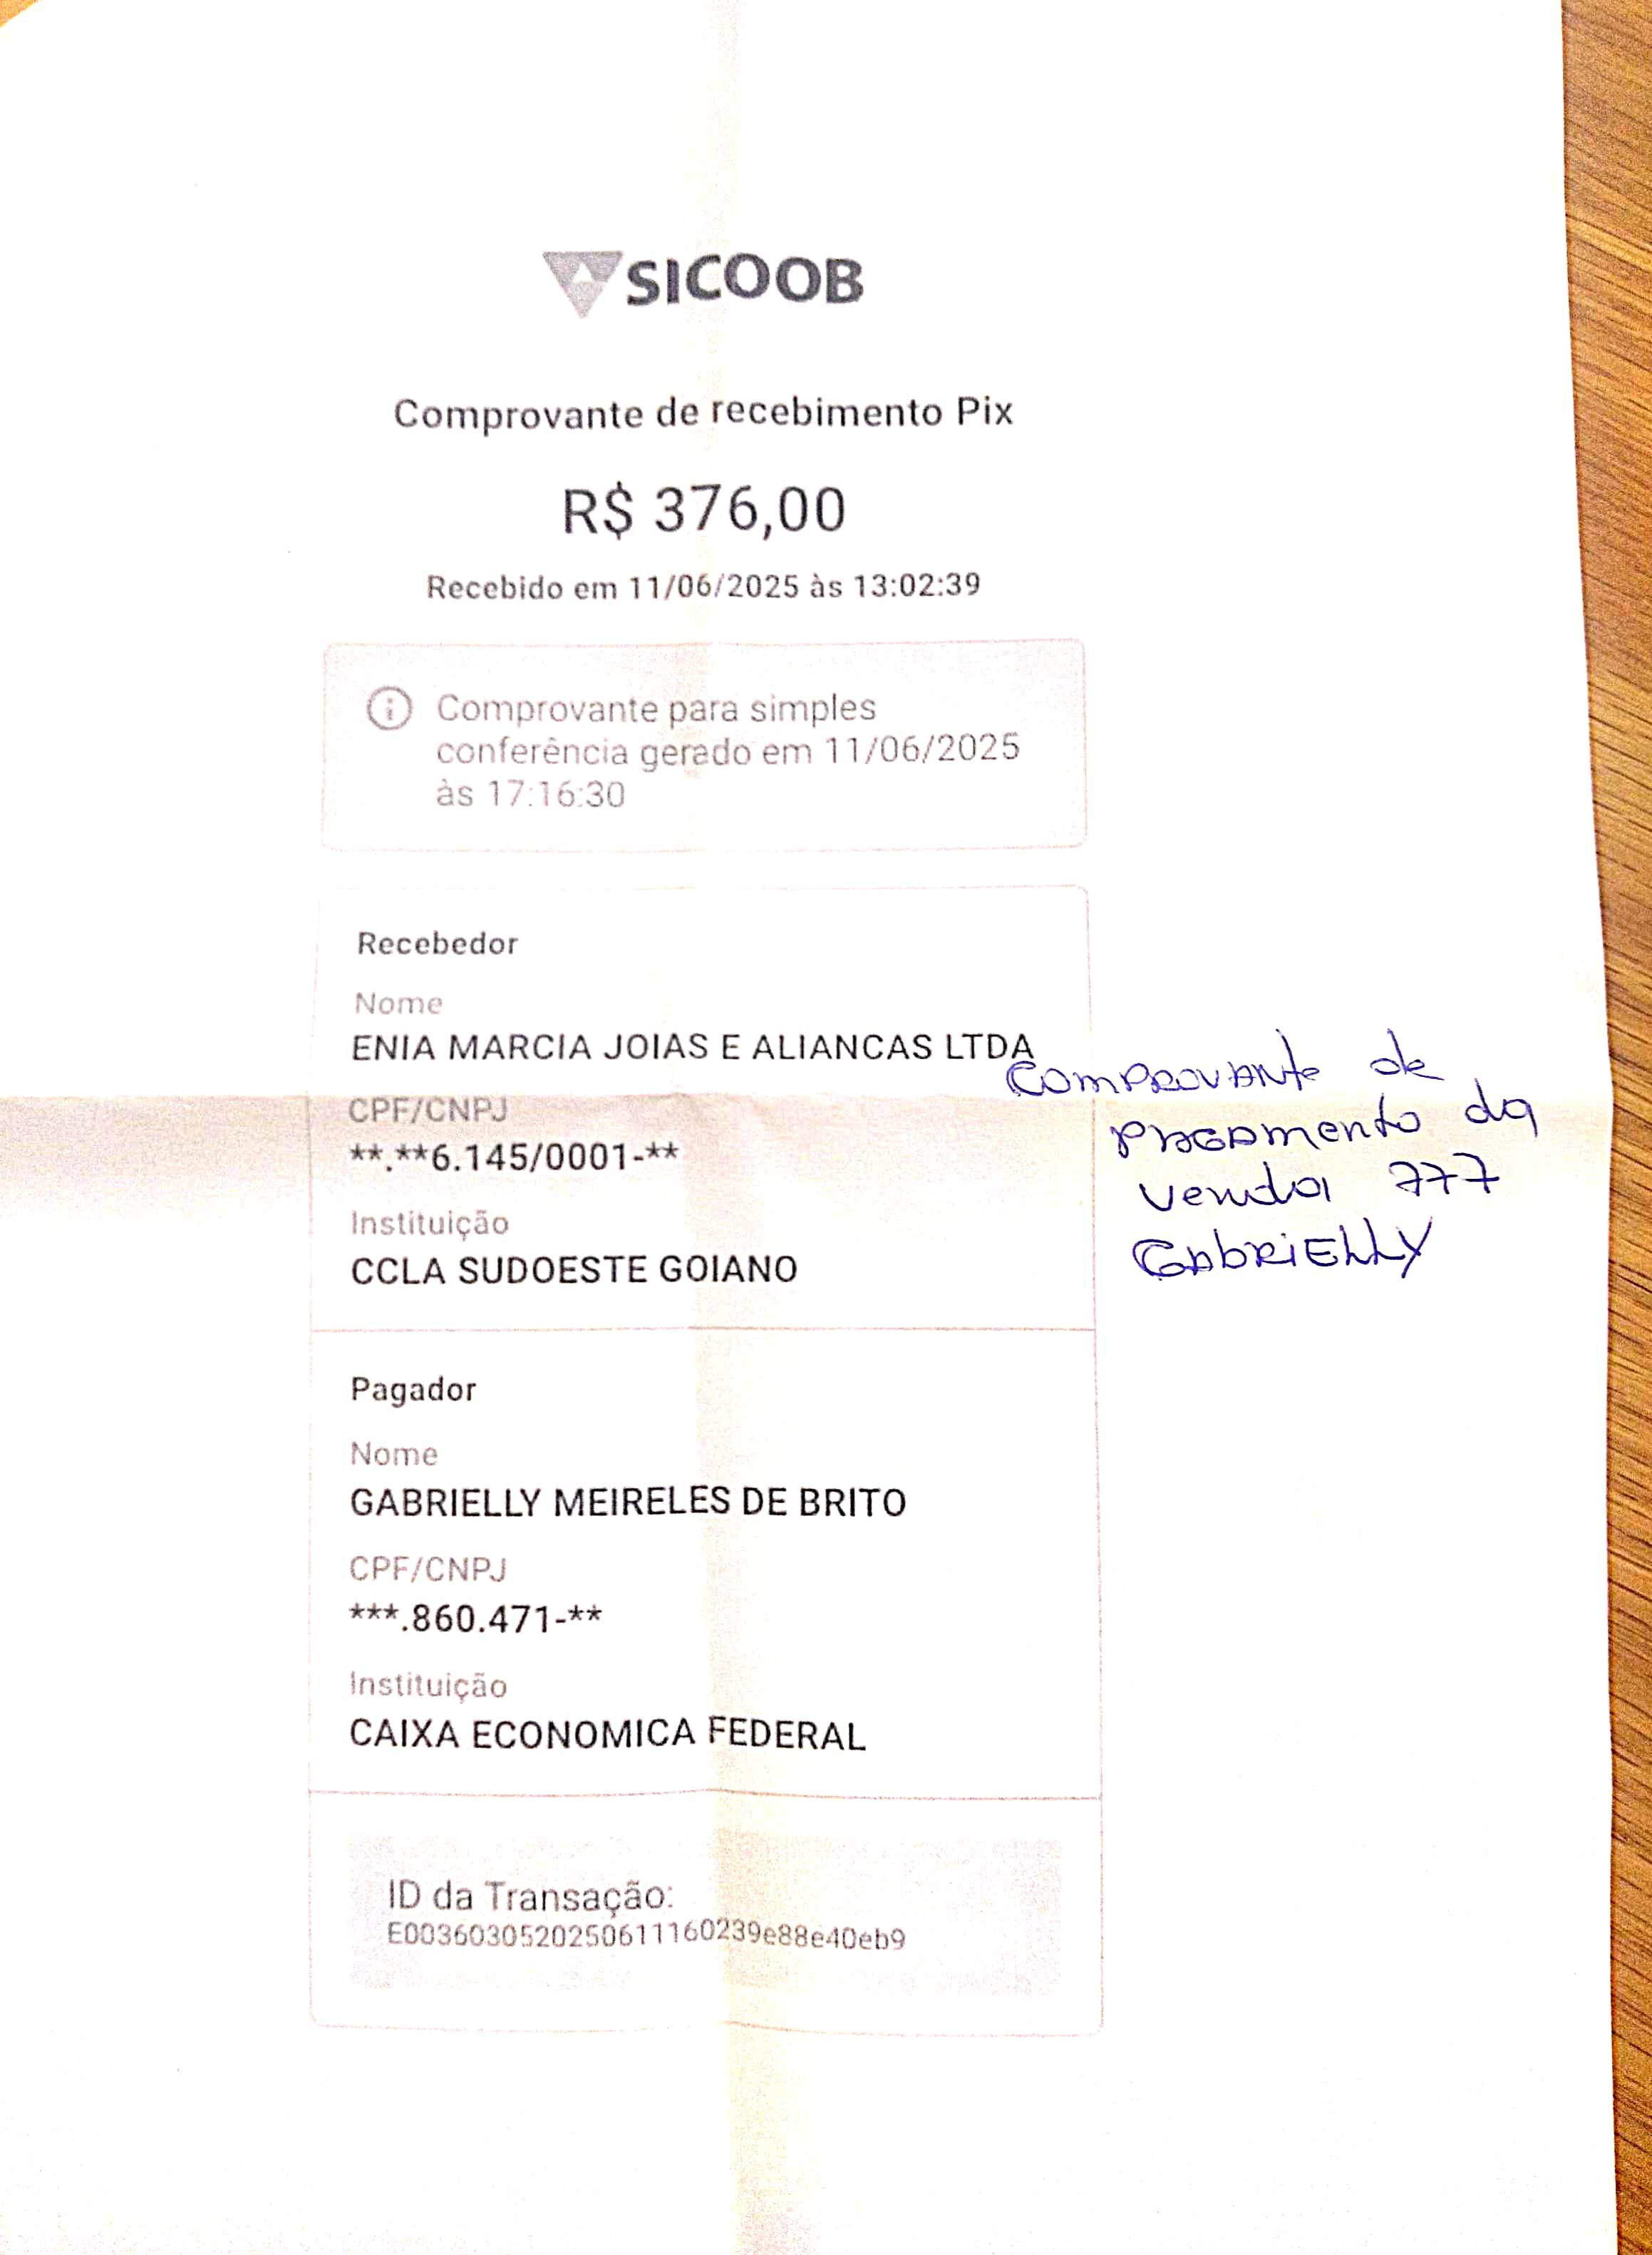 SICOOB
Comprovante de recebimento Pix
R$ 376,00
Recebido em 11/06/2025 às 13:02:39
Comprovante para simples
conferência gerado em 11/06/2025
às 17:16:30
Recebedor
Nome
ENIA MARCIA JOIAS E ALIANCAS LTDA
CPF/CNPJ
**.**6.145/0001-**
Instituição
CCLA SUDOESTE GOIANO
Comprovante de
pagamento da
venda 777
Gabrielly
Pagador
Nome
GABRIELLY MEIRELES DE BRITO
CPF/CNPJ
***.860.471-**
Instituição
CAIXA ECONOMICA FEDERAL
ID da Transação:
E0036030520250611160239e88e40eb9